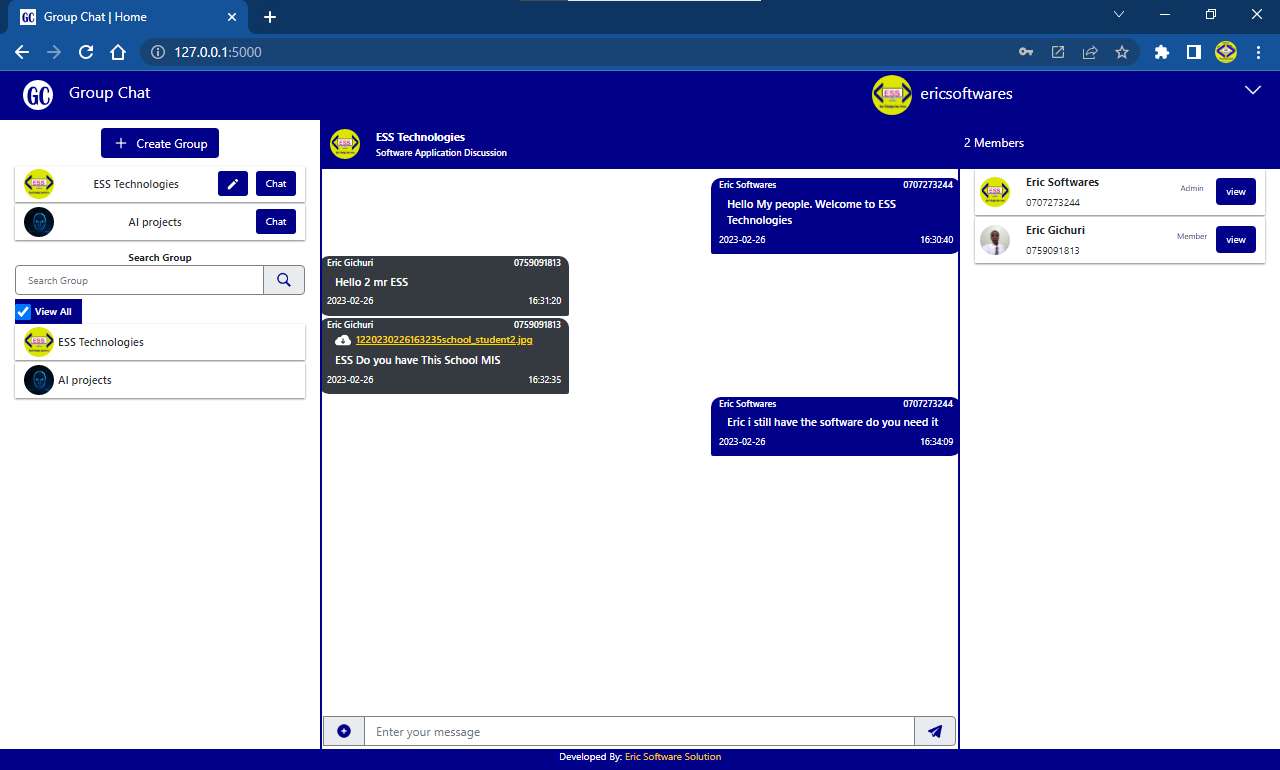 Group Chat | Home
127.0.0.1:5000
GC
Group Chat
ericsoftwares
Create Group
ESS Technologies
Chat
AI projects
Chat
Search Group
Search Group
View All
ESS Technologies
AI projects
ESS Technologies
Software Application Discussion
Eric Softwares 0707273244
Hello My people. Welcome to ESS
Technologies
2023-02-26 16:30:40
Eric Gichuri 0759091813
Hello 2 mr ESS
2023-02-26 16:31:20
Eric Gichuri 0759091813
1220230226163235school_student2.jpg
ESS Do you have This School MIS
2023-02-26 16:32:35
Eric Softwares 0707273244
Eric i still have the software do you need it
2023-02-26 16:34:09
Enter your message
2 Members
Eric Softwares Admin view
0707273244
Eric Gichuri Member view
0759091813
Developed By: Eric Software Solution